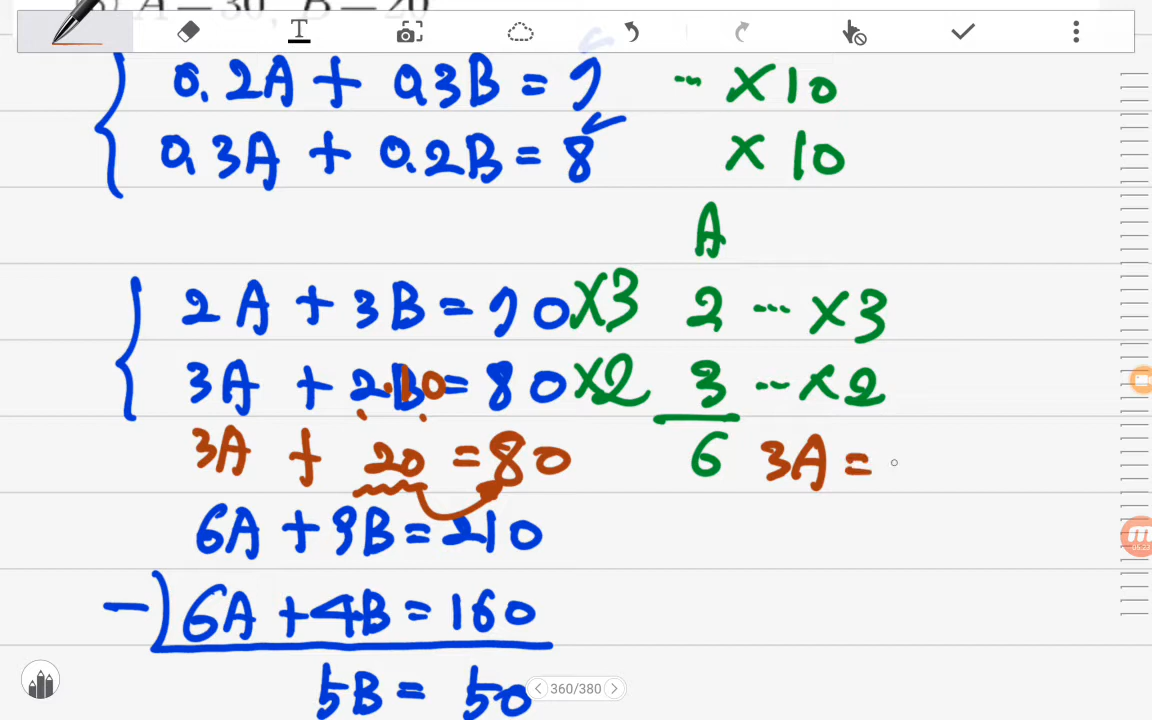 0.2A + 0.3B = 7 ... ×10
0.3A + 0.2B = 8 ×10
A
2A + 3B = 70 ×3 2 ... ×3
3A + 2B = 80 ×2 3 ... ×2
·10
3A + 20 = 80 6 3A =
6A + 9B = 210
-) 6A + 4B = 160
5B = 50
360/380